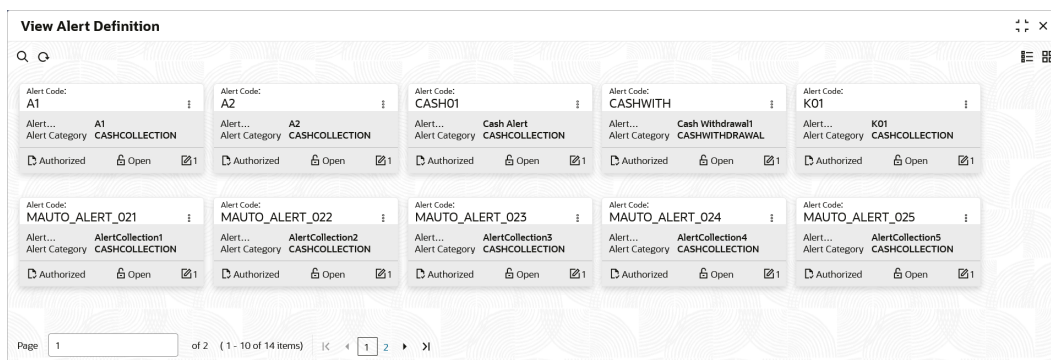 View Alert Definition
Alert Code:
A1
Alert... A1
Alert Category CASHCOLLECTION
Authorized Open 1
Alert Code:
A2
Alert... A2
Alert Category CASHCOLLECTION
Authorized Open 1
Alert Code:
CASH01
Alert... Cash Alert
Alert Category CASHCOLLECTION
Authorized Open 1
Alert Code:
CASHWITH
Alert... Cash Withdrawal1
Alert Category CASHWITHDRAWAL
Authorized Open 1
Alert Code:
K01
Alert... K01
Alert Category CASHCOLLECTION
Authorized Open 1
Alert Code:
MAUTO_ALERT_021
Alert... AlertCollection1
Alert Category CASHCOLLECTION
Authorized Open 1
Alert Code:
MAUTO_ALERT_022
Alert... AlertCollection2
Alert Category CASHCOLLECTION
Authorized Open 1
Alert Code:
MAUTO_ALERT_023
Alert... AlertCollection3
Alert Category CASHCOLLECTION
Authorized Open 1
Alert Code:
MAUTO_ALERT_024
Alert... AlertCollection4
Alert Category CASHCOLLECTION
Authorized Open 1
Alert Code:
MAUTO_ALERT_025
Alert... AlertCollection5
Alert Category CASHCOLLECTION
Authorized Open 1
Page 1 of 2 ( 1 - 10 of 14 items) 1 2